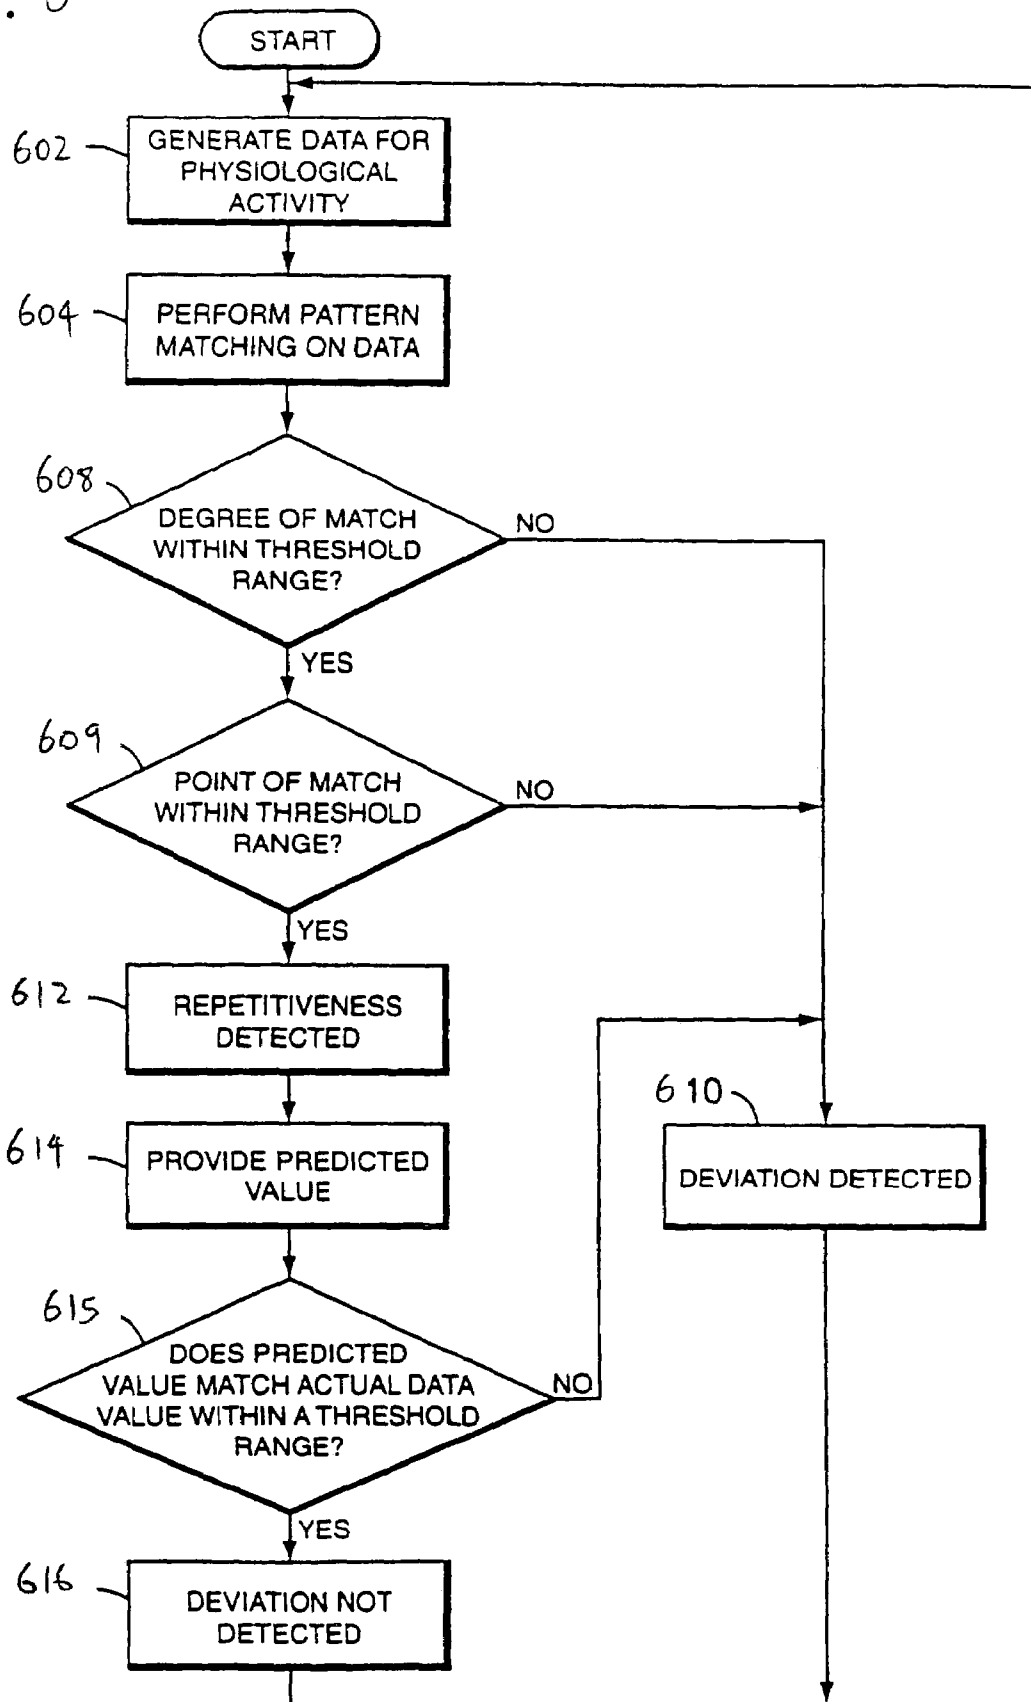 START
602
GENERATE DATA FOR
PHYSIOLOGICAL
ACTIVITY
604
PERFORM PATTERN
MATCHING ON DATA
608
DEGREE OF MATCH
WITHIN THRESHOLD
RANGE?
NO
YES
609
POINT OF MATCH
WITHIN THRESHOLD
RANGE?
NO
YES
612
REPETITIVENESS
DETECTED
610
DEVIATION DETECTED
614
PROVIDE PREDICTED
VALUE
615
DOES PREDICTED
VALUE MATCH ACTUAL DATA
VALUE WITHIN A THRESHOLD
RANGE?
NO
YES
616
DEVIATION NOT
DETECTED